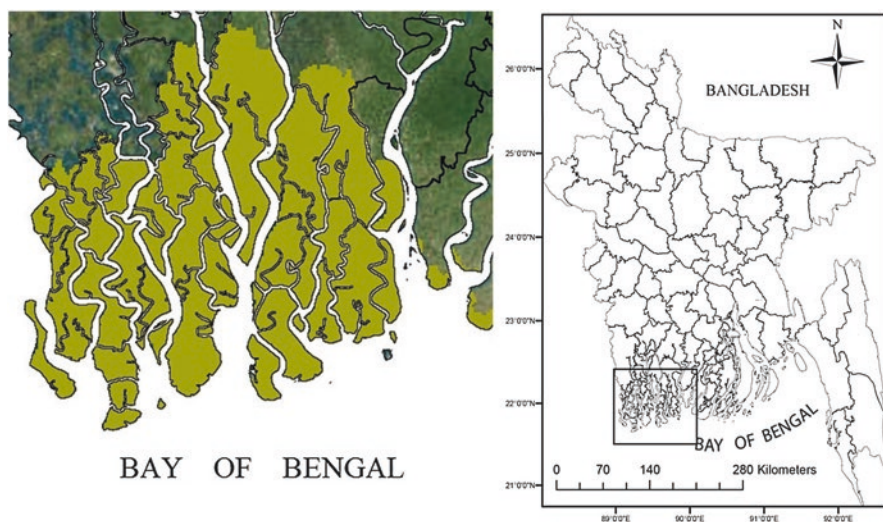 BAY OF BENGAL
N
26°0'0"N
BANGLADESH
25°0'0"N
24°0'0"N
23°0'0"N
22°0'0"N
BAY OF BENGAL
0 70 140 280 Kilometers
21°0'0"N
89°0'0"E 90°0'0"E 91°0'0"E 92°0'0"E